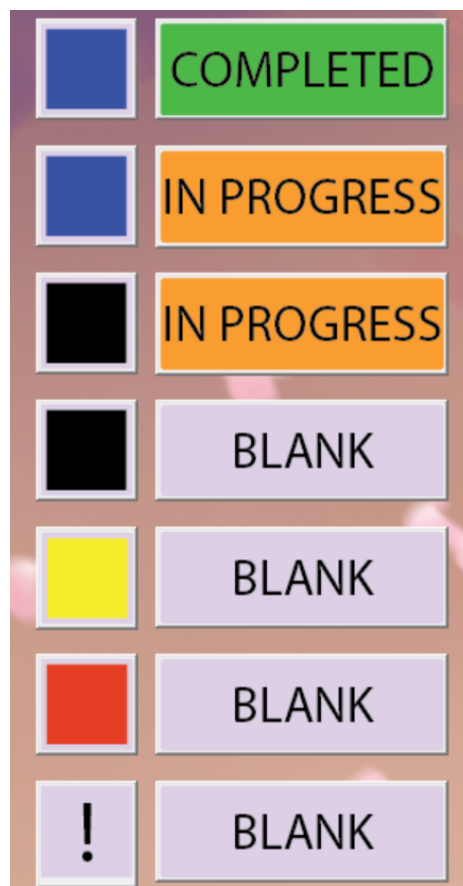 COMPLETED
IN PROGRESS
IN PROGRESS
BLANK
BLANK
BLANK
! BLANK